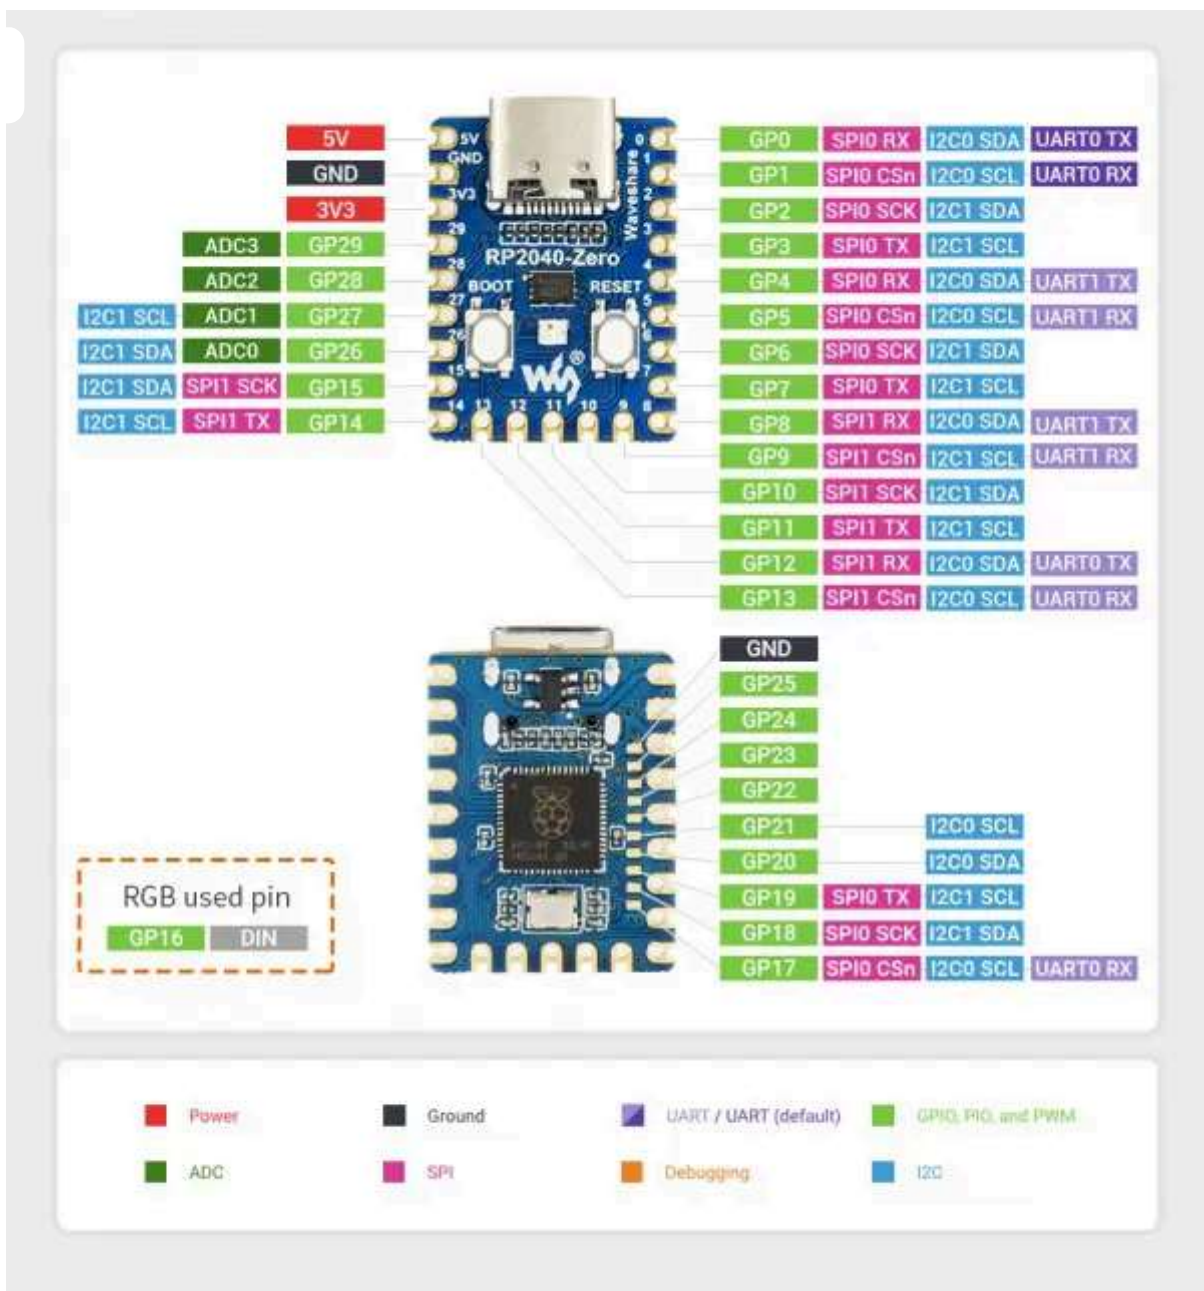 5V
GND
3V3
ADC3 GP29
ADC2 GP28
I2C1 SCL ADC1 GP27
I2C1 SDA ADC0 GP26
I2C1 SDA SPI1 SCK GP15
I2C1 SCL SPI1 TX GP14
5V
GND
3V3
29
28
27
26
15
14
13 12 11 10 9 8
0
1
2
3
4
5
6
7
Waveshare
RP2040-Zero
BOOT RESET
®
GP0 SPI0 RX I2C0 SDA UART0 TX
GP1 SPI0 CSn I2C0 SCL UART0 RX
GP2 SPI0 SCK I2C1 SDA
GP3 SPI0 TX I2C1 SCL
GP4 SPI0 RX I2C0 SDA UART1 TX
GP5 SPI0 CSn I2C0 SCL UART1 RX
GP6 SPI0 SCK I2C1 SDA
GP7 SPI0 TX I2C1 SCL
GP8 SPI1 RX I2C0 SDA UART1 TX
GP9 SPI1 CSn I2C1 SCL UART1 RX
GP10 SPI1 SCK I2C1 SDA
GP11 SPI1 TX I2C1 SCL
GP12 SPI1 RX I2C0 SDA UART0 TX
GP13 SPI1 CSn I2C0 SCL UART0 RX
GND
GP25
GP24
GP23
GP22
GP21 I2C0 SCL
GP20 I2C0 SDA
GP19 SPI0 TX I2C1 SCL
GP18 SPI0 SCK I2C1 SDA
GP17 SPI0 CSn I2C0 SCL UART0 RX
RGB used pin
GP16 DIN
Power Ground UART / UART (default) GPIO, PIO, and PWM
ADC SPI Debugging I2C